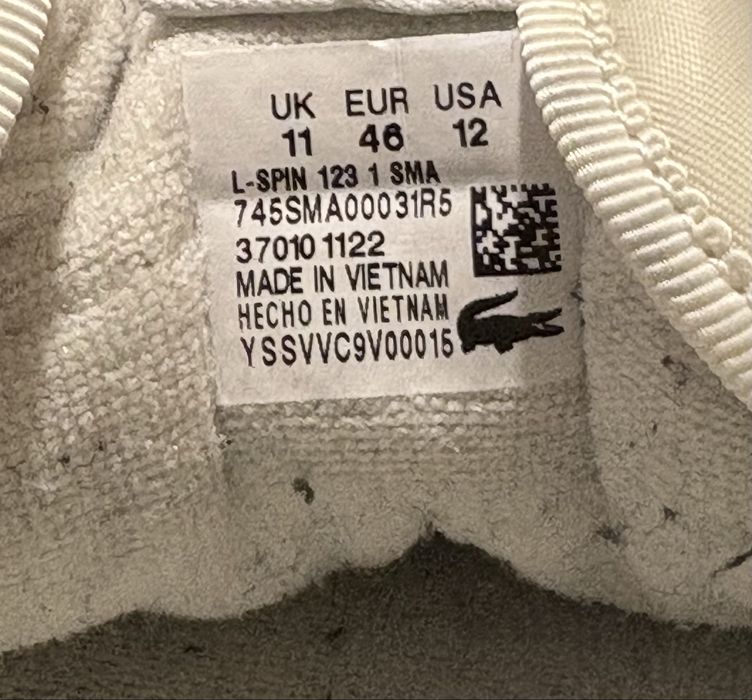 UK EUR USA
11 46 12
L-SPIN 123 1 SMA
745SMA00031R5
37010 1122
MADE IN VIETNAM
HECHO EN VIETNAM
YSSVVC9V00015